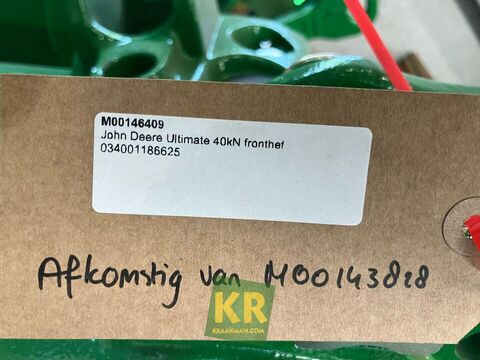 M00146409
John Deere Ultimate 40kN fronthef
034001186625
Afkomstig van M00143828
KR
KRAAKMAN.COM